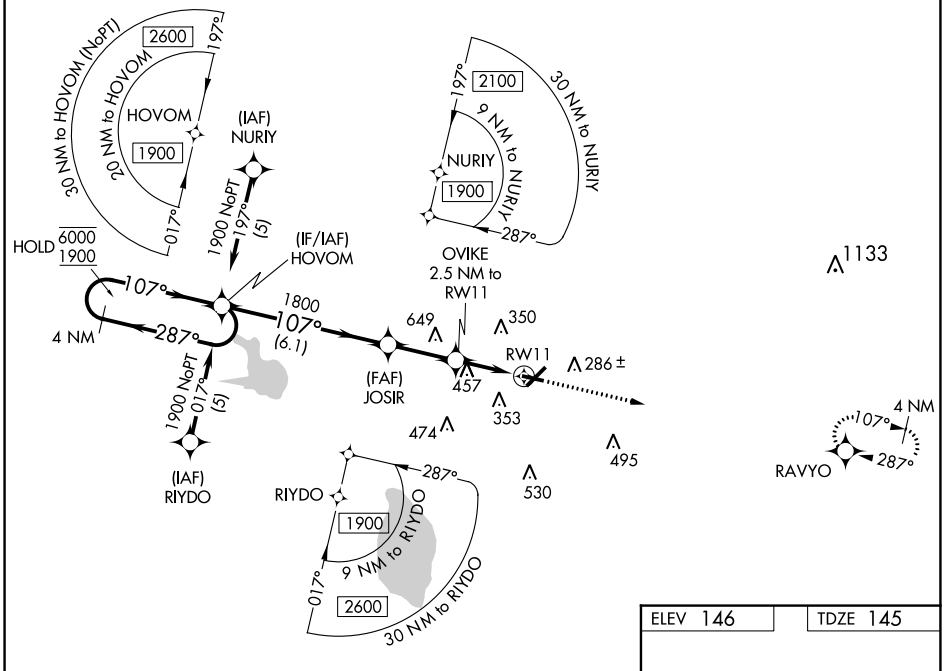 30 NM to HOVOM (NoPT)
2600
197°
20 NM to HOVOM
HOVOM
1900
017°
(IAF)
NURIY
1900 NoPT
197°
(5)
2100
197°
9 NM to NURIY
30 NM to NURIY
NURIY
1900
287°
HOLD 6000
1900
(IF/IAF)
HOVOM
OVIKE
2.5 NM to
RW11
1133
107°
287°
4 NM
1800
107°
(6.1)
649
350
RW11
286 ±
(FAF)
JOSIR
457
353
474
495
530
1900 NoPT
017°
(5)
(IAF)
RIYDO
4 NM
107°
287°
RAVYO
287°
RIYDO
1900
9 NM to RIYDO
017°
2600
30 NM to RIYDO
ELEV 146
TDZE 145